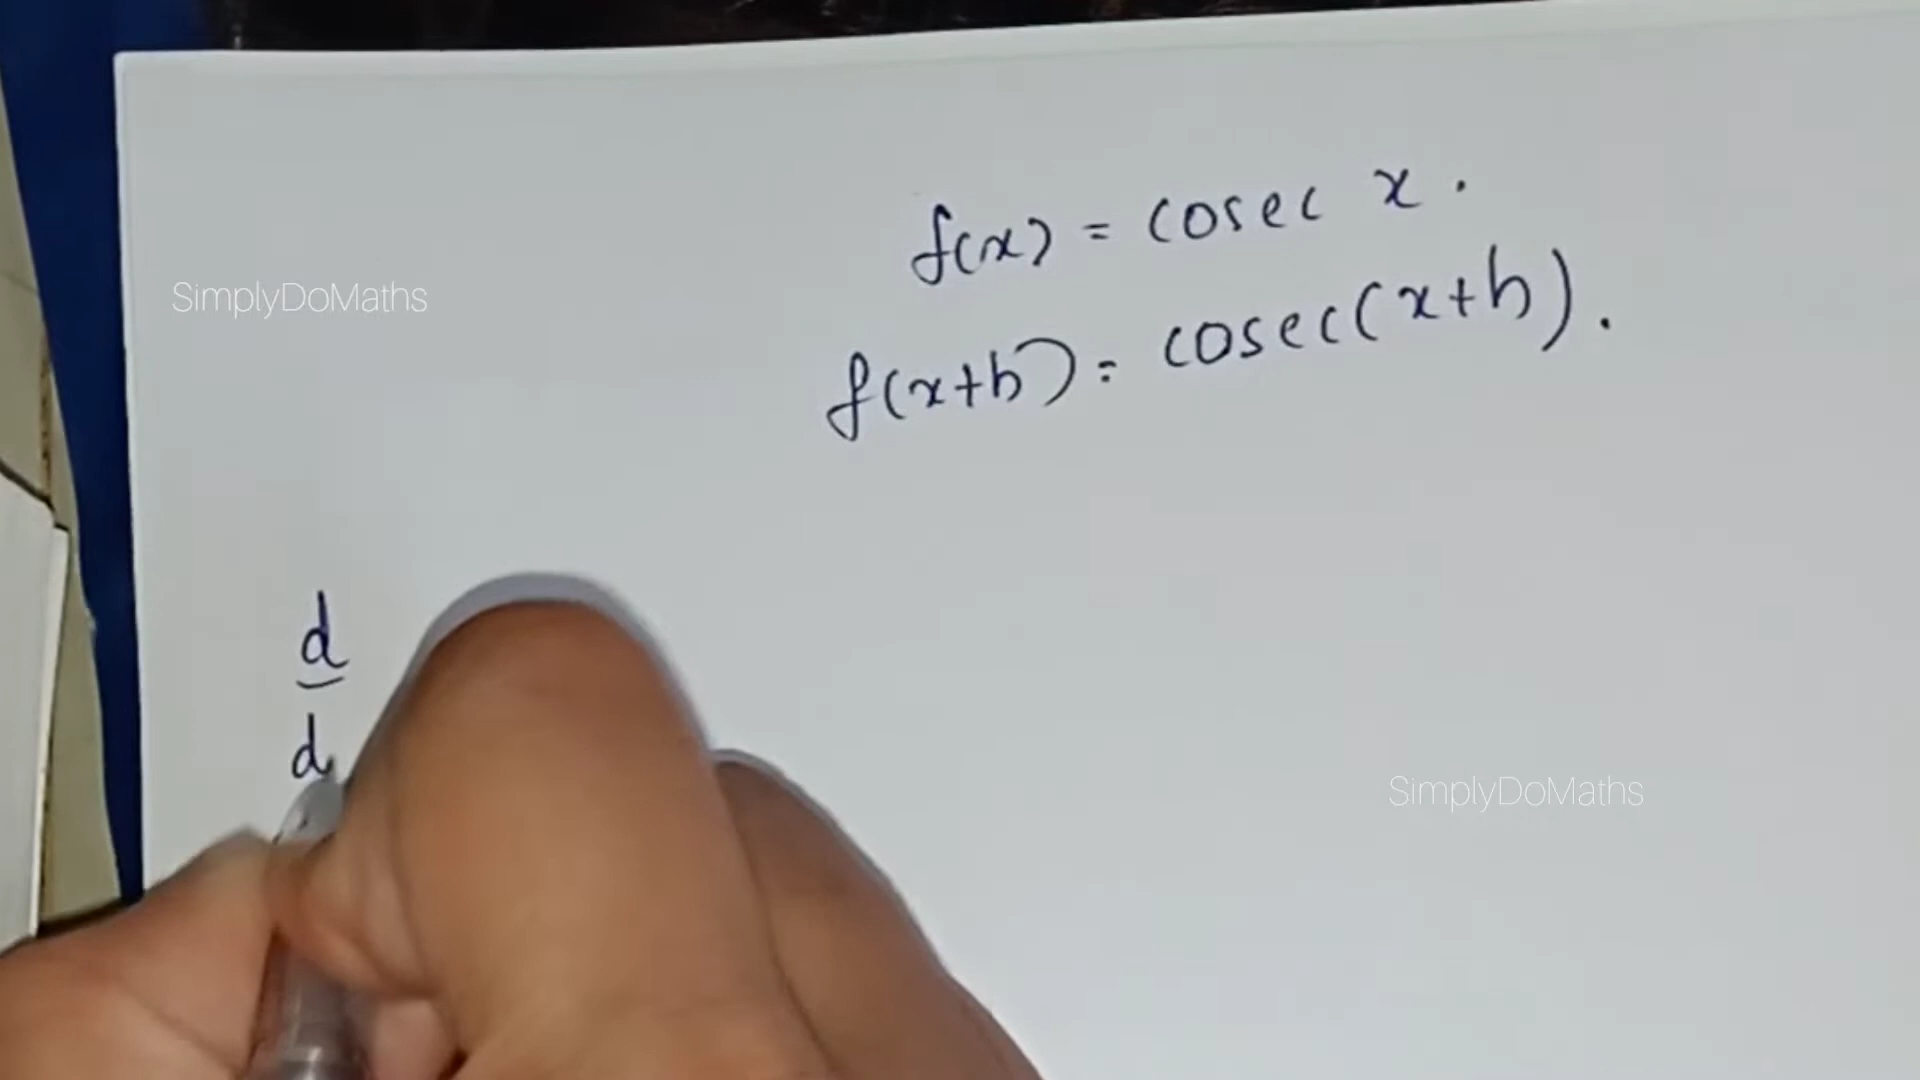 f(x) = cosec x.
SimplyDoMaths
f(x+h) = cosec(x+h).
d
d
SimplyDoMaths